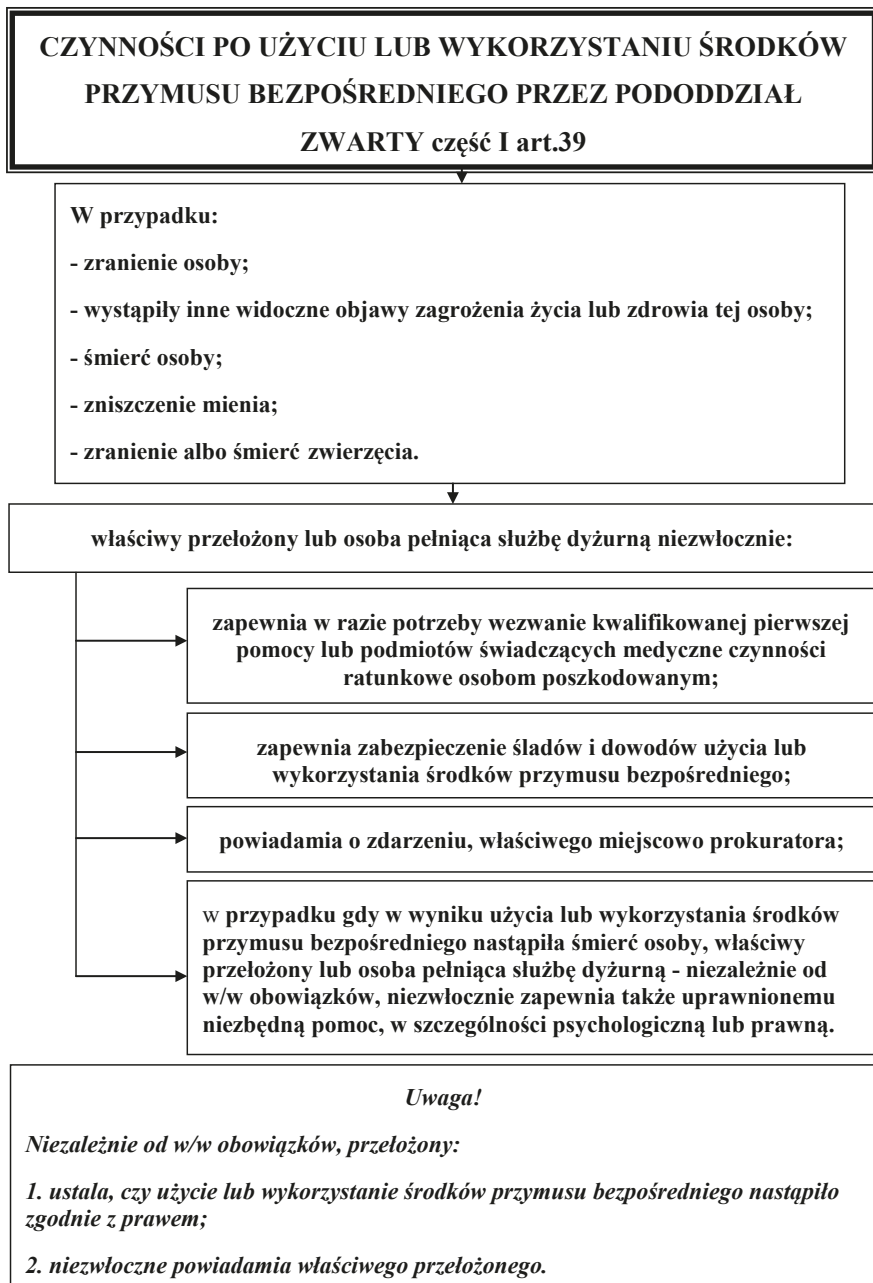 CZYNNOŚCI PO UŻYCIU LUB WYKORZYSTANIU ŚRODKÓW
PRZYMUSU BEZPOŚREDNIEGO PRZEZ PODODDZIAŁ
ZWARTY część I art.39
W przypadku:
- zranienie osoby;
- wystąpiły inne widoczne objawy zagrożenia życia lub zdrowia tej osoby;
- śmierć osoby;
- zniszczenie mienia;
- zranienie albo śmierć zwierzęcia.
właściwy przełożony lub osoba pełniąca służbę dyżurną niezwłocznie:
zapewnia w razie potrzeby wezwanie kwalifikowanej pierwszej
pomocy lub podmiotów świadczących medyczne czynności
ratunkowe osobom poszkodowanym;
zapewnia zabezpieczenie śladów i dowodów użycia lub
wykorzystania środków przymusu bezpośredniego;
powiadamia o zdarzeniu, właściwego miejscowo prokuratora;
w przypadku gdy w wyniku użycia lub wykorzystania środków
przymusu bezpośredniego nastąpiła śmierć osoby, właściwy
przełożony lub osoba pełniąca służbę dyżurną - niezależnie od
w/w obowiązków, niezwłocznie zapewnia także uprawnionemu
niezbędną pomoc, w szczególności psychologiczną lub prawną.
Uwaga!
Niezależnie od w/w obowiązków, przełożony:
1. ustala, czy użycie lub wykorzystanie środków przymusu bezpośredniego nastąpiło
zgodnie z prawem;
2. niezwłoczne powiadamia właściwego przełożonego.